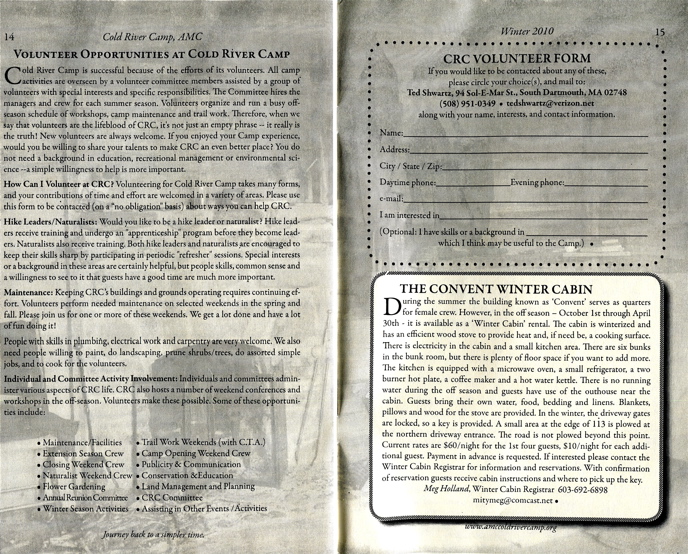 14
Cold River Camp, AMC
VOLUNTEER OPPORTUNITIES AT COLD RIVER CAMP
Cold River Camp is successful because of the efforts of its volunteers. All camp
activities are overseen by a volunteer committee members assisted by a group of
volunteers with special interests and specific responsibilities. The Committee hires the
managers and crew for each summer season. Volunteers organize and run a busy off-
season schedule of workshops, camp maintenance and trail work. Therefore, when we
say that volunteers are the lifeblood of CRC, it's not just an empty phrase -- it really is
the truth! New volunteers are always welcome. If you enjoyed your Camp experience,
would you be willing to share your talents to make CRC an even better place? You do
not need a background in education, recreational management or environmental sci-
ence --a simple willingness to help is more important.
How Can I Volunteer at CRC? Volunteering for Cold River Camp takes many forms,
and your contributions of time and effort are welcomed in a variety of areas. Please use
this form to be contacted (on a "no obligation" basis) about ways you can help CRC.
Hike Leaders/Naturalists: Would you like to be a hike leader or naturalist? Hike lead-
ers receive training and undergo an "apprenticeship" program before they become lead-
ers. Naturalists also receive training. Both hike leaders and naturalists are encouraged to
keep their skills sharp by participating in periodic "refresher" sessions. Special interests
or a background in these areas are certainly helpful, but people skills, common sense and
a willingness to see to it that guests have a good time are much more important.
Maintenance: Keeping CRC's buildings and grounds operating requires continuing ef-
fort. Volunteers perform needed maintenance on selected weekends in the spring and
fall. Please join us for one or more of these weekends. We get a lot done and have a lot
of fun doing it!
People with skills in plumbing, electrical work and carpentry are very welcome. We also
need people willing to paint, do landscaping, prune shrubs/trees, do assorted simple
jobs, and to cook for the volunteers.
Individual and Committee Activity Involvement: Individuals and committees admin-
ister various aspects of CRC life. CRC also hosts a number of weekend conferences and
workshops in the off-season. Volunteers make these possible. Some of these opportuni-
ties include:
• Maintenance/Facilities
• Extension Season Crew
• Closing Weekend Crew
• Naturalist Weekend Crew
• Flower Gardening
• Annual Reunion Committee
• Winter Season Activities
• Trail Work Weekends (with C.T.A.)
• Camp Opening Weekend Crew
• Publicity & Communication
• Conservation &Education
• Land Management and Planning
• CRC Committee
• Assisting in Other Events /Activities
Journey back to a simpler time.
Winter 2010
15
CRC VOLUNTEER FORM
If you would like to be contacted about any of these,
please circle your choice(s), and mail to:
Ted Shwartz, 94 Sol-E-Mar St., South Dartmouth, MA 02748
(508) 951-0349 • tedshwartz@verizon.net
along with your name, interests, and contact information.
Name:
Address:
City / State / Zip:
Daytime phone: Evening phone:
e-mail:
I am interested in
(Optional: I have skills or a background in
which I think may be useful to the Camp.) •
THE CONVENT WINTER CABIN
During the summer the building known as 'Convent' serves as quarters
for female crew. However, in the off season – October 1st through April
30th - it is available as a 'Winter Cabin' rental. The cabin is winterized and
has an efficient wood stove to provide heat and, if need be, a cooking surface.
There is electricity in the cabin and a small kitchen area. There are six bunks
in the bunk room, but there is plenty of floor space if you want to add more.
The kitchen is equipped with a microwave oven, a small refrigerator, a two
burner hot plate, a coffee maker and a hot water kettle. There is no running
water during the off season and guests have use of the outhouse near the
cabin. Guests bring their own water, food, bedding and linens. Blankets,
pillows and wood for the stove are provided. In the winter, the driveway gates
are locked, so a key is provided. A small area at the edge of 113 is plowed at
the northern driveway entrance. The road is not plowed beyond this point.
Current rates are $60/night for the 1st four guests, $10/night for each addi-
tional guest. Payment in advance is requested. If interested please contact the
Winter Cabin Registrar for information and reservations. With confirmation
of reservation guests receive cabin instructions and where to pick up the key.
Meg Holland, Winter Cabin Registrar 603-692-6898
mitymeg@comcast.net •
www.amccoldrivercamp.org